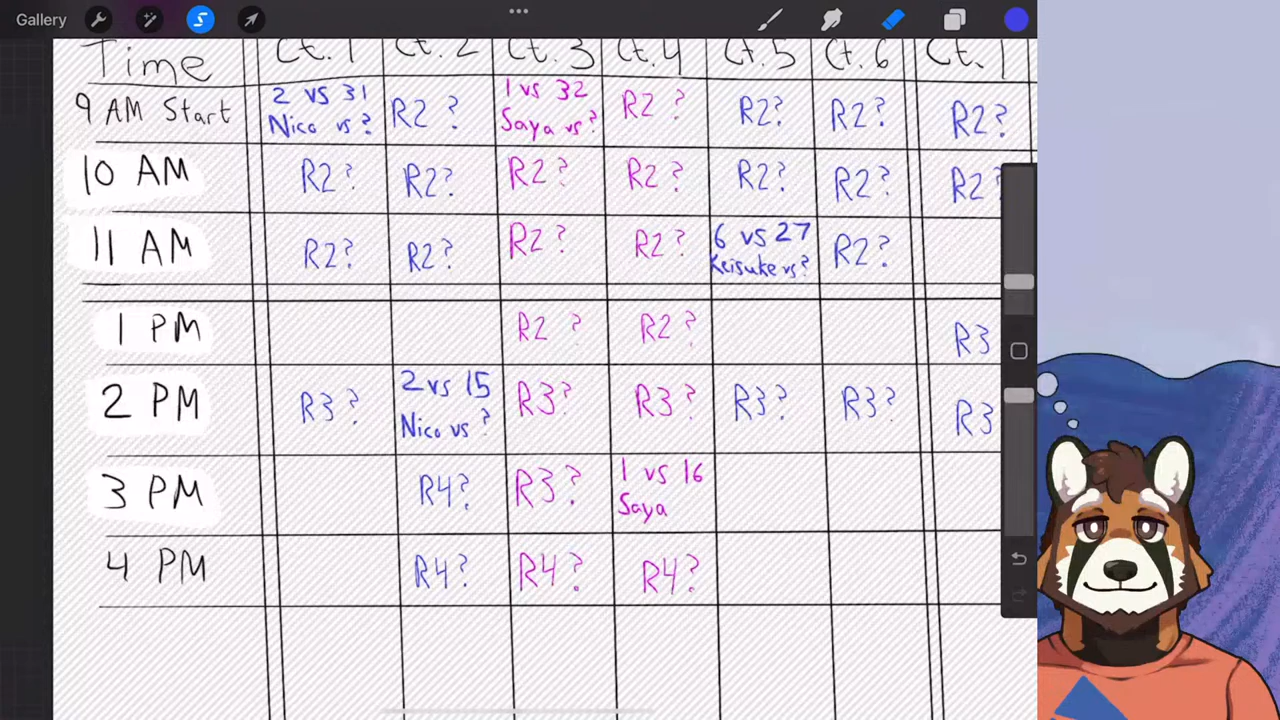 Gallery
Time Ct. 1 Ct. 2 Ct. 3 Ct. 4 Ct. 5 Ct. 6 Ct. 1
9 AM Start 2 vs 31 R2 ? 1 vs 32 R2 ? R2? R2? R2?
Nico vs ? Saya vs ?
10 AM R2 ? R2? R2 ? R2 ? R2? R2? R2?
11 AM R2? R2? R2 ? R2 ? 6 vs 27 R2?
Keisuke vs ?
1 PM R2 ? R2 ? R3
2 PM R3 ? 2 vs 15 R3? R3? R3? R3? R3
Nico vs ?
3 PM R4? R3? 1 vs 16
Saya
4 PM R4? R4? R4?